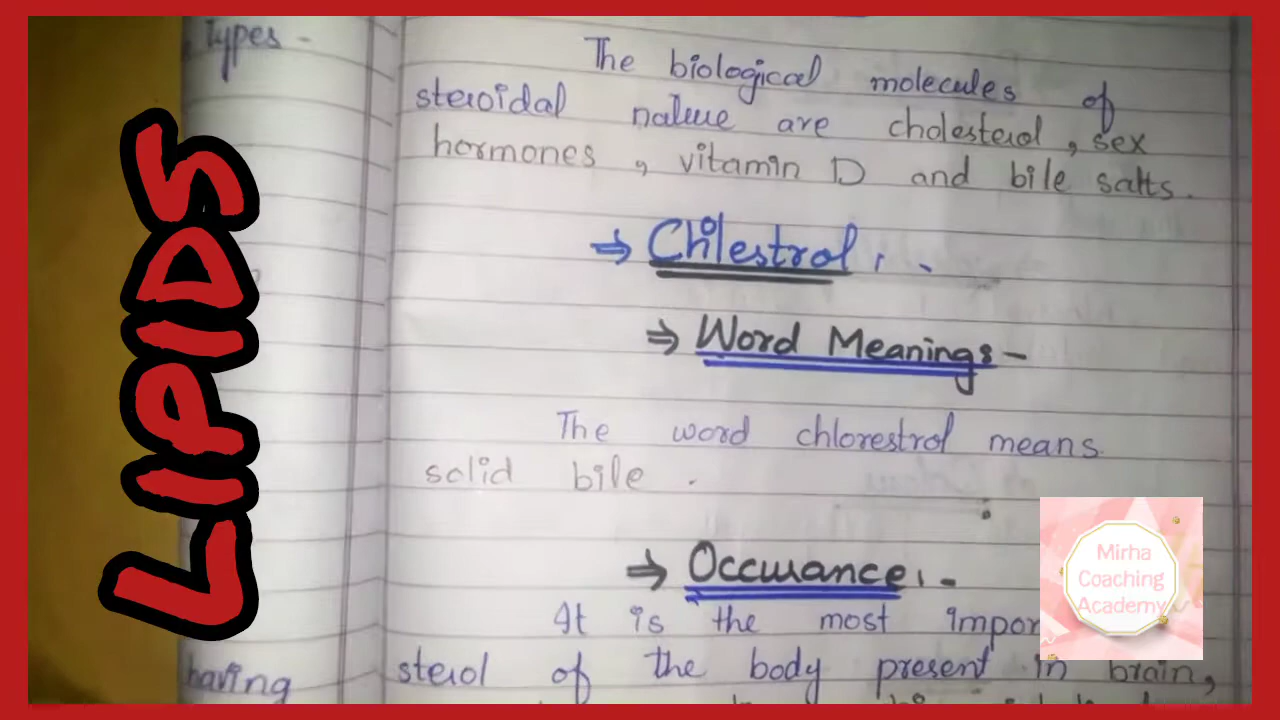 Types -
The biological molecules of
steroidal nature are cholesterol, sex
hormones, vitamin D and bile salts.
⇒ Chlestrol :-
⇒ Word Meanings -
The word chlorestrol means
solid bile .
⇒ Occurance :-
It is the most impor
sterol of the body present in brain,
having
LIPIDS
Mirha
Coaching
Academy